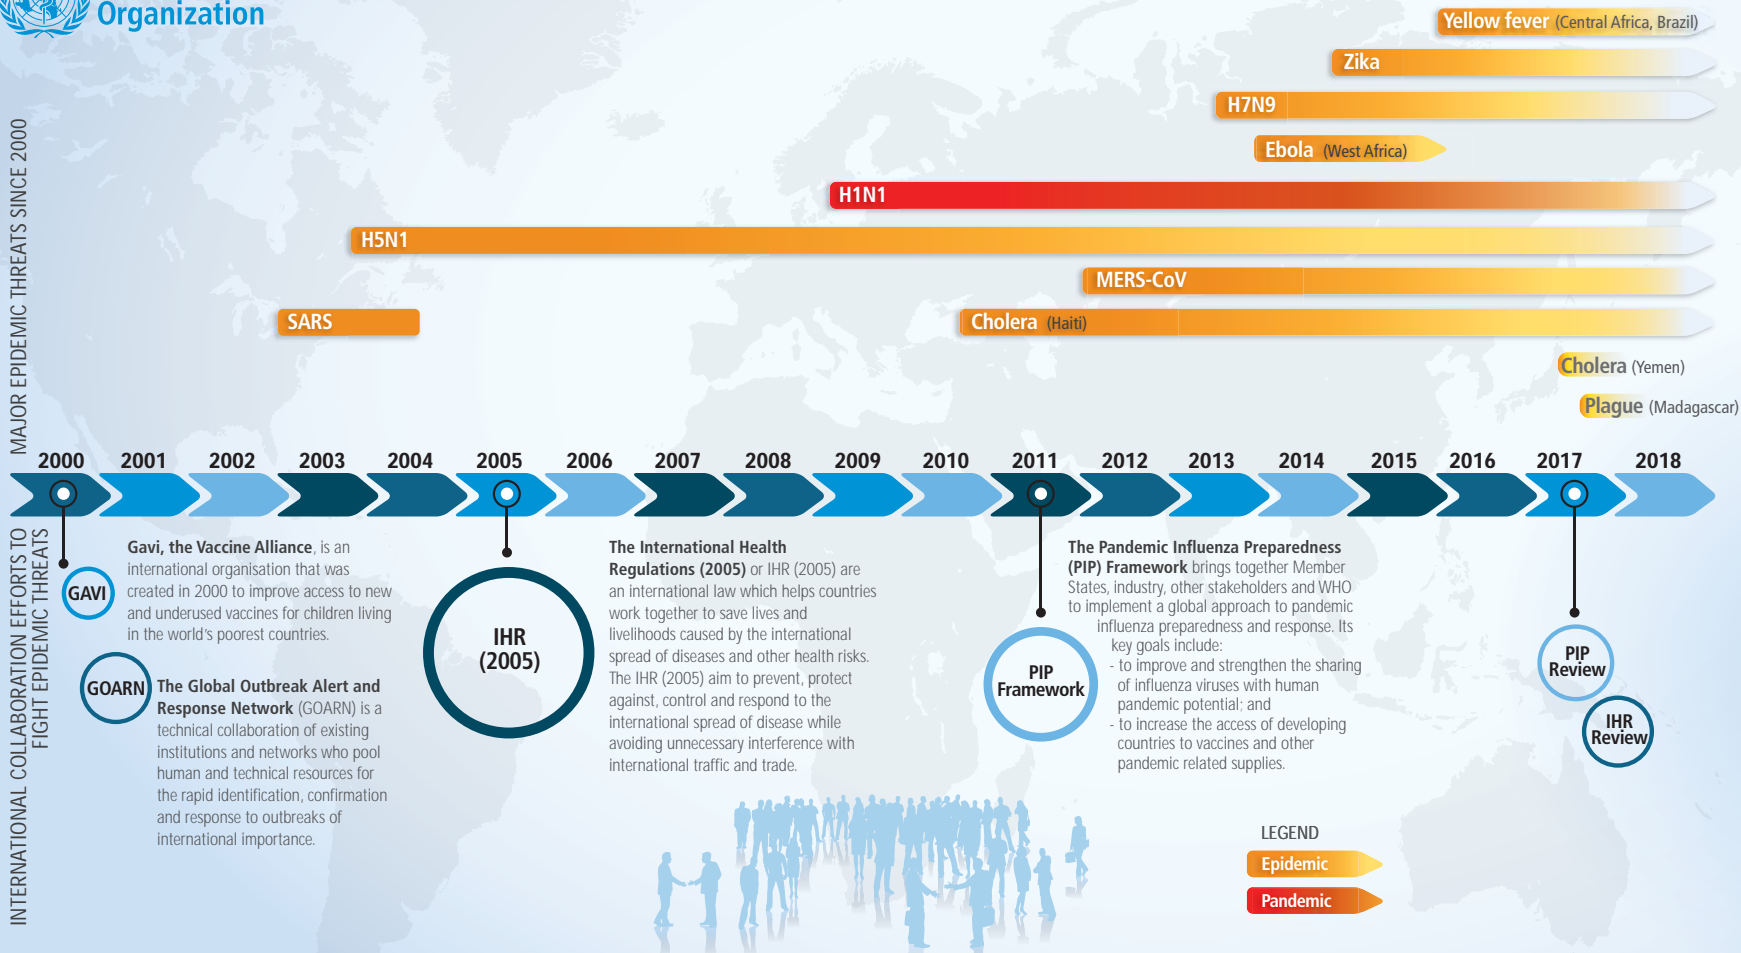 Organization
MAJOR EPIDEMIC THREATS SINCE 2000
Yellow fever (Central Africa, Brazil)
Zika
H7N9
Ebola (West Africa)
H1N1
H5N1
MERS-CoV
SARS
Cholera (Haiti)
Cholera (Yemen)
Plague (Madagascar)
2000 2001 2002 2003 2004 2005 2006 2007 2008 2009 2010 2011 2012 2013 2014 2015 2016 2017 2018
INTERNATIONAL COLLABORATION EFFORTS TO
FIGHT EPIDEMIC THREATS
GAVI
Gavi, the Vaccine Alliance, is an
international organisation that was
created in 2000 to improve access to new
and underused vaccines for children living
in the world's poorest countries.
GOARN
The Global Outbreak Alert and
Response Network (GOARN) is a
technical collaboration of existing
institutions and networks who pool
human and technical resources for
the rapid identification, confirmation
and response to outbreaks of
international importance.
IHR
(2005)
The International Health
Regulations (2005) or IHR (2005) are
an international law which helps countries
work together to save lives and
livelihoods caused by the international
spread of diseases and other health risks.
The IHR (2005) aim to prevent, protect
against, control and respond to the
international spread of disease while
avoiding unnecessary interference with
international traffic and trade.
PIP
Framework
The Pandemic Influenza Preparedness
(PIP) Framework brings together Member
States, industry, other stakeholders and WHO
to implement a global approach to pandemic
influenza preparedness and response. Its
key goals include:
- to improve and strengthen the sharing
of influenza viruses with human
pandemic potential; and
- to increase the access of developing
countries to vaccines and other
pandemic related supplies.
PIP
Review
IHR
Review
LEGEND
Epidemic
Pandemic